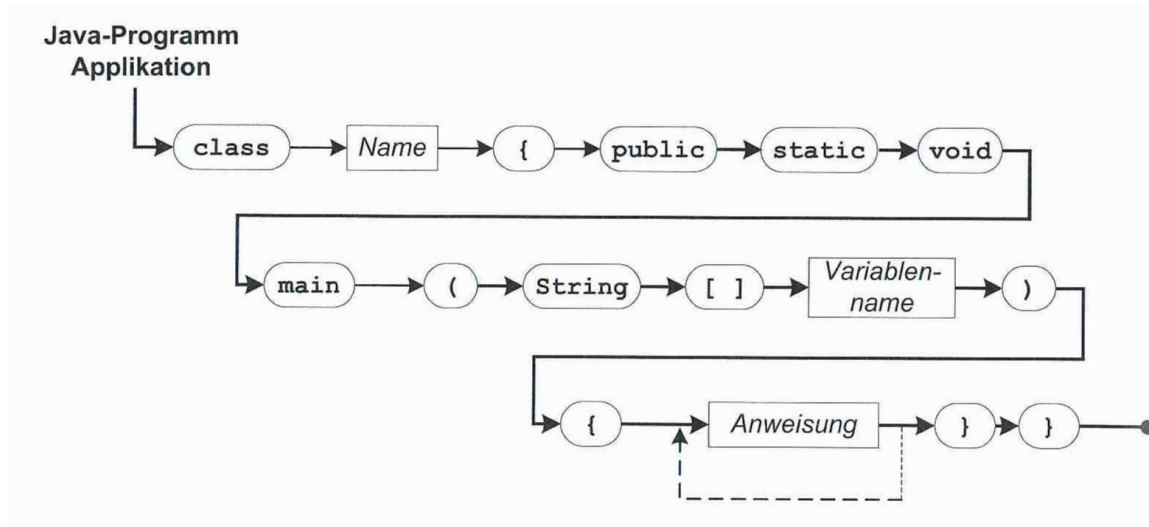 Java-Programm
Applikation
class Name { public static void
main ( String [ ] Variablen-
name )
{ Anweisung } }